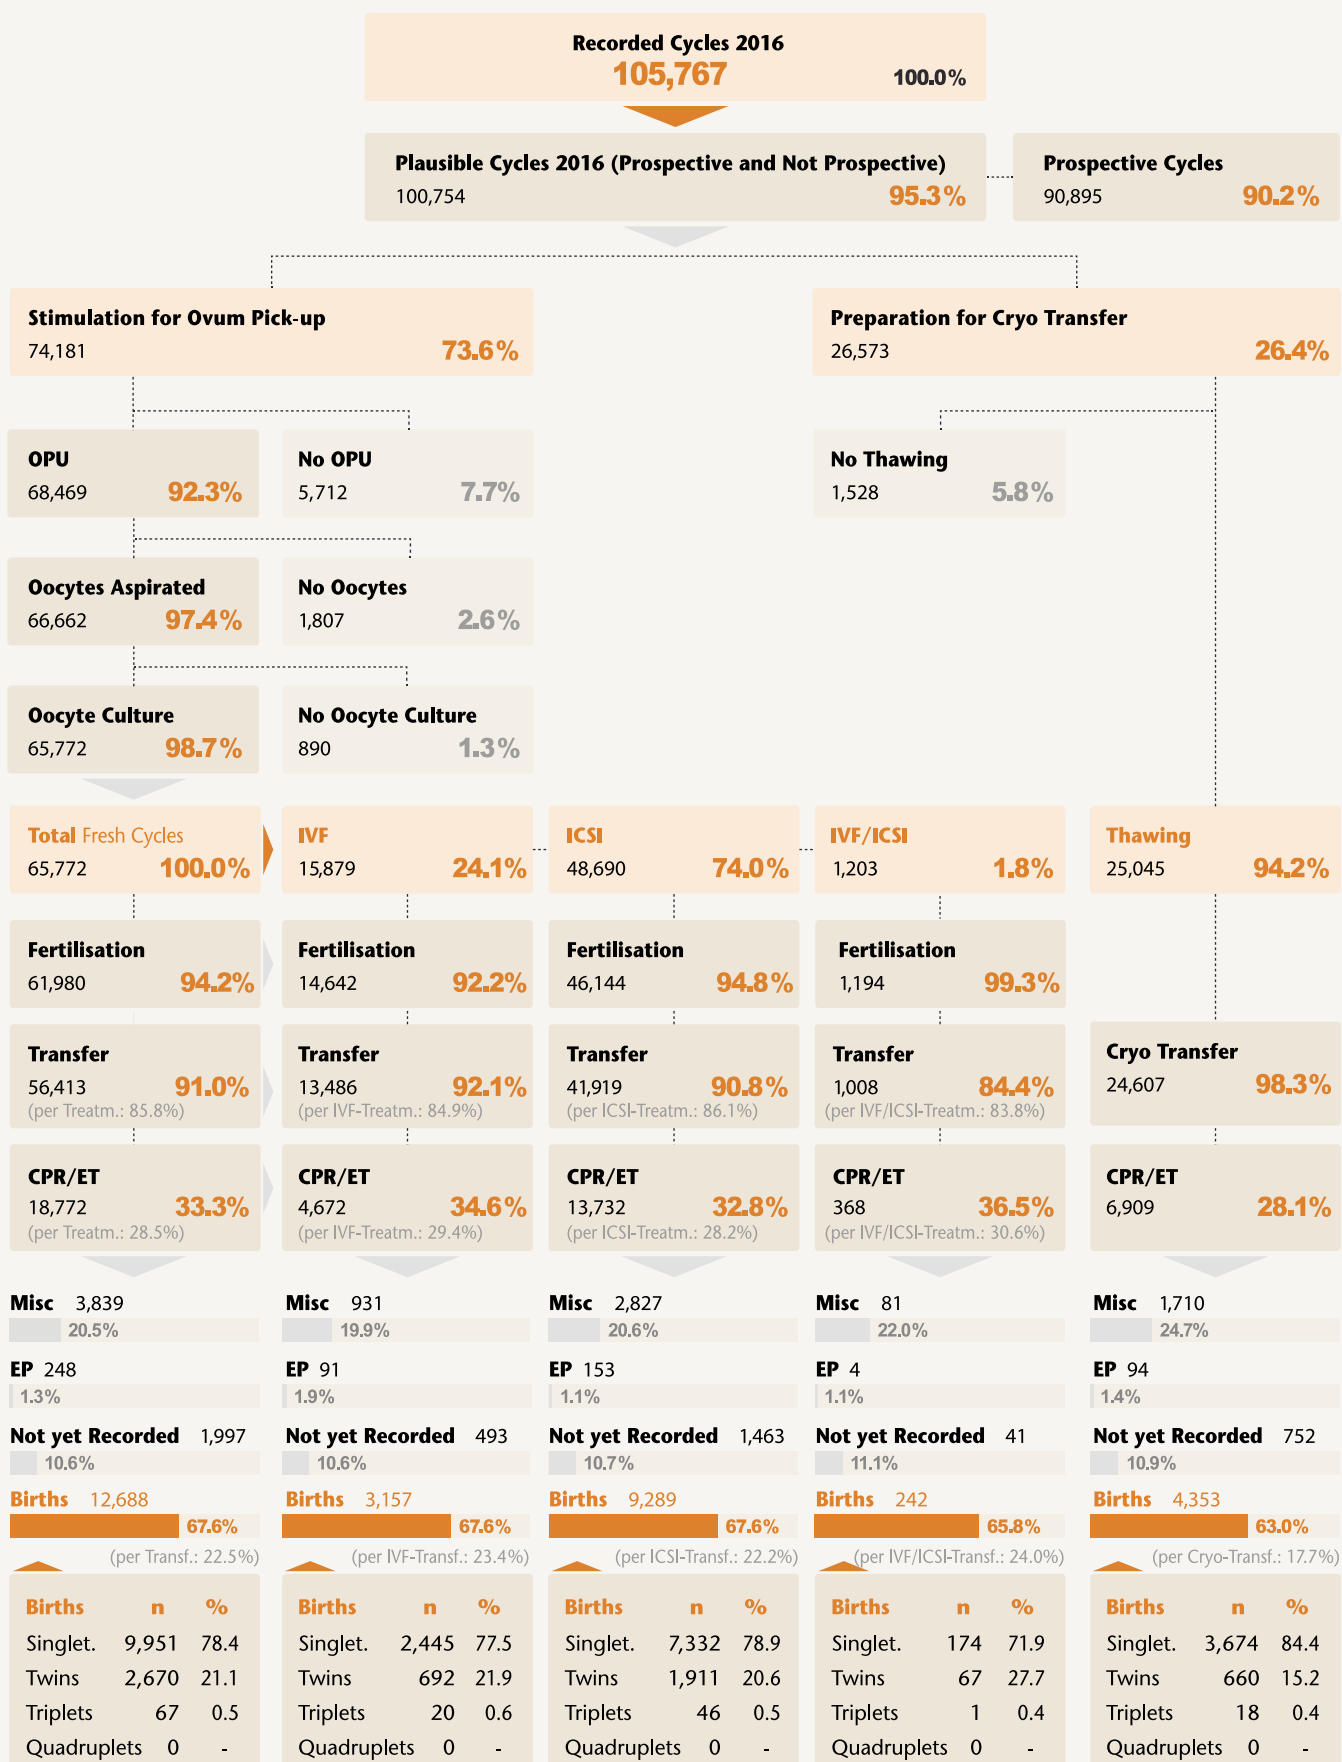 Recorded Cycles 2016
105,767 100.0%
Plausible Cycles 2016 (Prospective and Not Prospective)
100,754 95.3%
Prospective Cycles
90,895 90.2%
Stimulation for Ovum Pick-up
74,181 73.6%
Preparation for Cryo Transfer
26,573 26.4%
OPU
68,469 92.3%
No OPU
5,712 7.7%
No Thawing
1,528 5.8%
Oocytes Aspirated
66,662 97.4%
No Oocytes
1,807 2.6%
Oocyte Culture
65,772 98.7%
No Oocyte Culture
890 1.3%
Total Fresh Cycles
65,772 100.0%
IVF
15,879 24.1%
ICSI
48,690 74.0%
IVF/ICSI
1,203 1.8%
Thawing
25,045 94.2%
Fertilisation
61,980 94.2%
Fertilisation
14,642 92.2%
Fertilisation
46,144 94.8%
Fertilisation
1,194 99.3%
Transfer
56,413 91.0%
(per Treatm.: 85.8%)
Transfer
13,486 92.1%
(per IVF-Treatm.: 84.9%)
Transfer
41,919 90.8%
(per ICSI-Treatm.: 86.1%)
Transfer
1,008 84.4%
(per IVF/ICSI-Treatm.: 83.8%)
Cryo Transfer
24,607 98.3%
CPR/ET
18,772 33.3%
(per Treatm.: 28.5%)
CPR/ET
4,672 34.6%
(per IVF-Treatm.: 29.4%)
CPR/ET
13,732 32.8%
(per ICSI-Treatm.: 28.2%)
CPR/ET
368 36.5%
(per IVF/ICSI-Treatm.: 30.6%)
CPR/ET
6,909 28.1%
Misc 3,839
20.5%
EP 248
1.3%
Not yet Recorded 1,997
10.6%
Births 12,688
67.6%
(per Transf.: 22.5%)
Births n %
Singlet. 9,951 78.4
Twins 2,670 21.1
Triplets 67 0.5
Quadruplets 0 -
Misc 931
19.9%
EP 91
1.9%
Not yet Recorded 493
10.6%
Births 3,157
67.6%
(per IVF-Transf.: 23.4%)
Births n %
Singlet. 2,445 77.5
Twins 692 21.9
Triplets 20 0.6
Quadruplets 0 -
Misc 2,827
20.6%
EP 153
1.1%
Not yet Recorded 1,463
10.7%
Births 9,289
67.6%
(per ICSI-Transf.: 22.2%)
Births n %
Singlet. 7,332 78.9
Twins 1,911 20.6
Triplets 46 0.5
Quadruplets 0 -
Misc 81
22.0%
EP 4
1.1%
Not yet Recorded 41
11.1%
Births 242
65.8%
(per IVF/ICSI-Transf.: 24.0%)
Births n %
Singlet. 174 71.9
Twins 67 27.7
Triplets 1 0.4
Quadruplets 0 -
Misc 1,710
24.7%
EP 94
1.4%
Not yet Recorded 752
10.9%
Births 4,353
63.0%
(per Cryo-Transf.: 17.7%)
Births n %
Singlet. 3,674 84.4
Twins 660 15.2
Triplets 18 0.4
Quadruplets 0 -